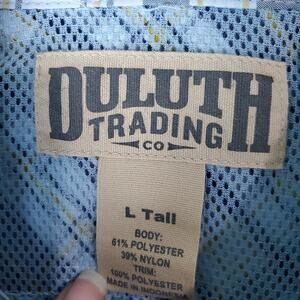 DULUTH
TRADING
CO
L Tall
BODY:
61% POLYESTER
39% NYLON
TRIM:
100% POLYESTER
MADE IN INDONESIA